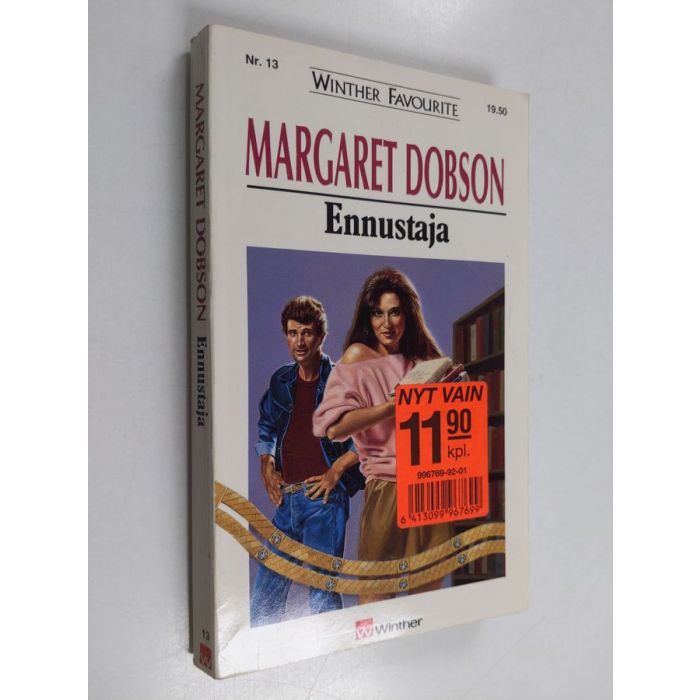 Nr. 13
WINTHER FAVOURITE
19.50
MARGARET DOBSON
Ennustaja
NYT VAIN
11 90
kpl.
996769-92-01
6 413099 967699
Winther
MARGARET DOBSON Ennustaja
13